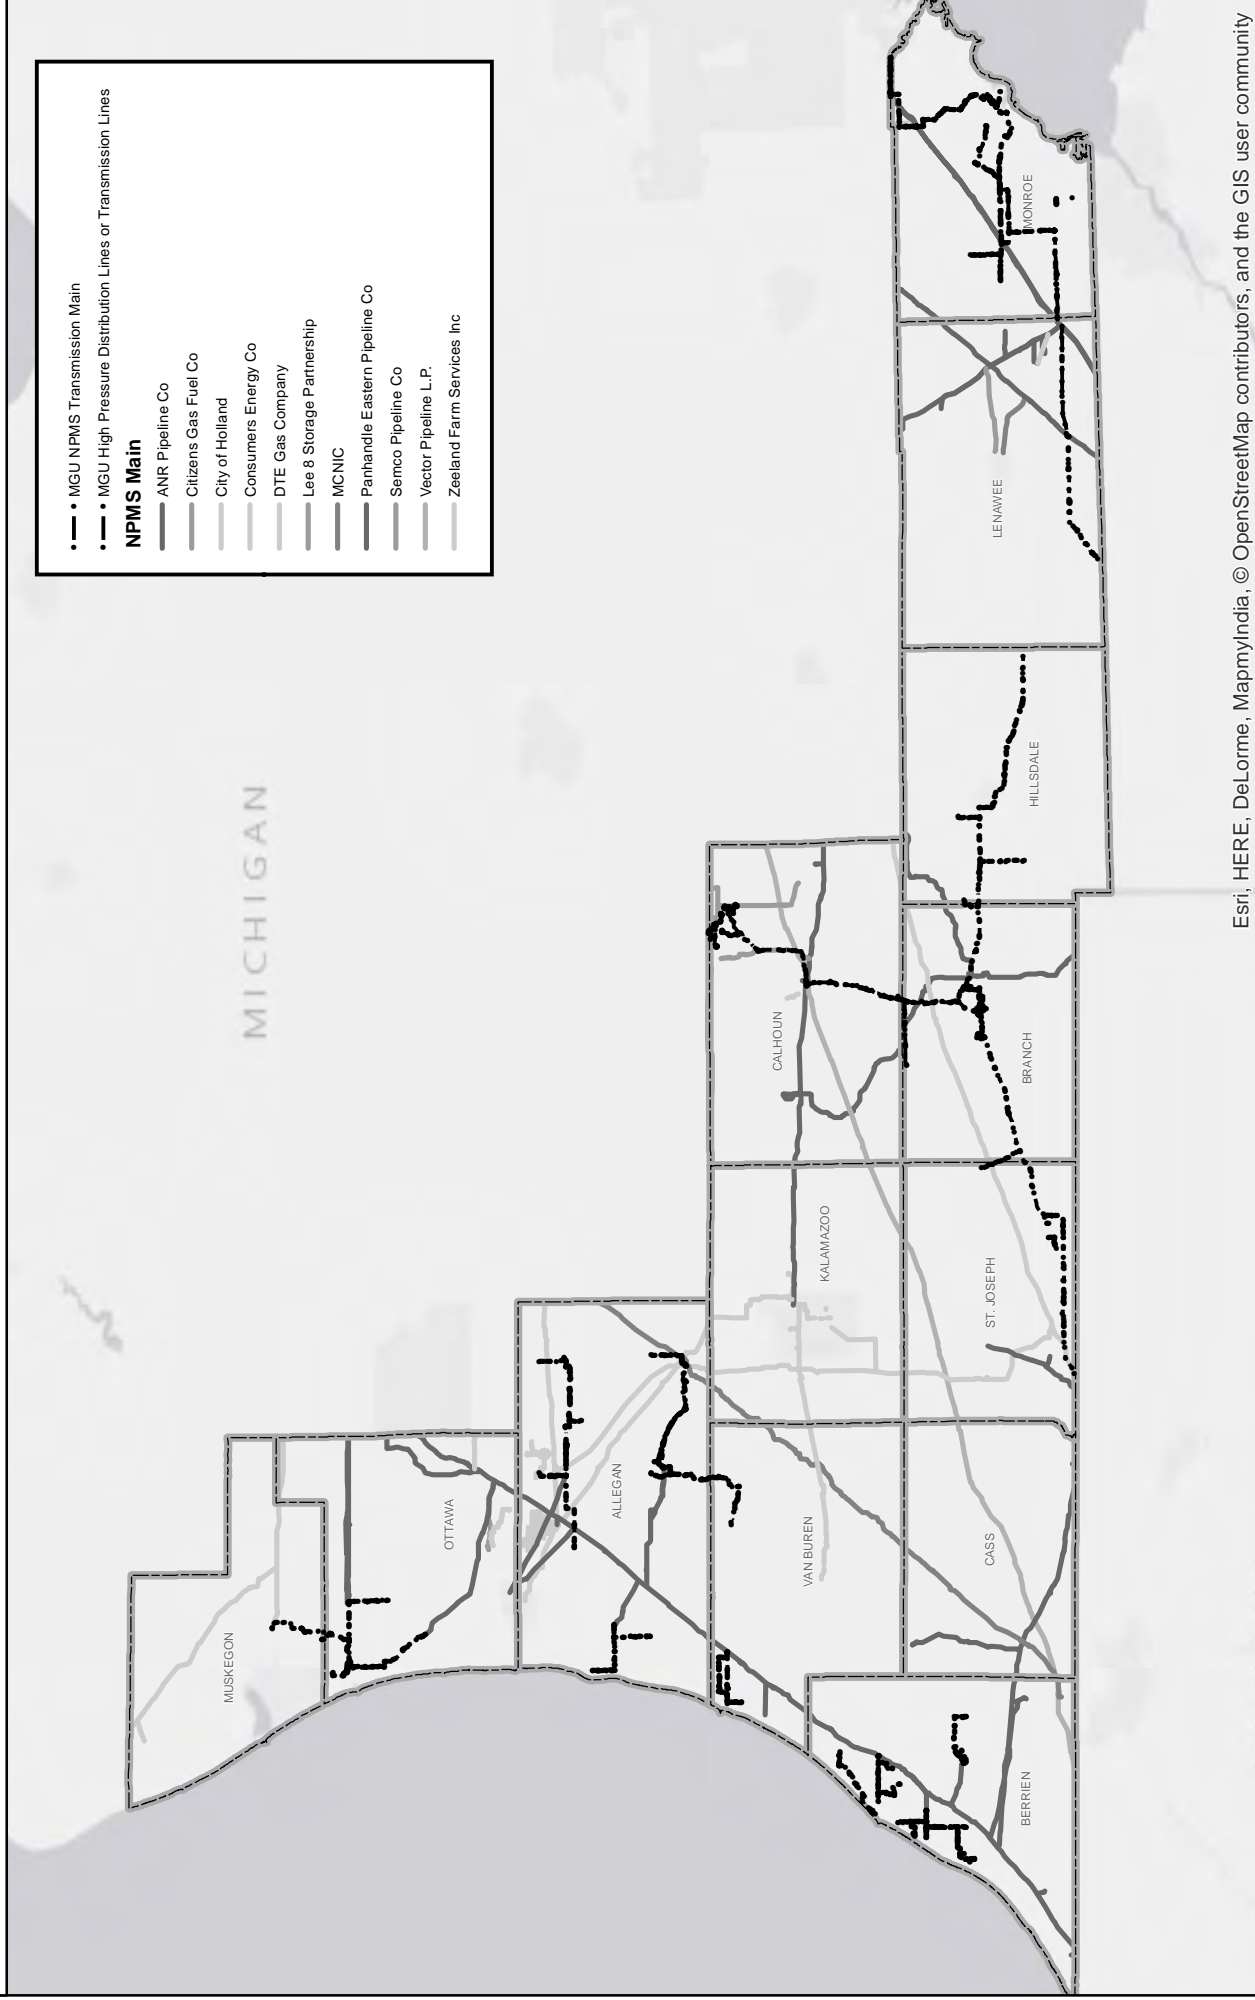 MGU NPMS Transmission Main
MGU High Pressure Distribution Lines or Transmission Lines
NPMS Main
ANR Pipeline Co
Citizens Gas Fuel Co
City of Holland
Consumers Energy Co
DTE Gas Company
Lee 8 Storage Partnership
MCNIC
Panhandle Eastern Pipeline Co
Semco Pipeline Co
Vector Pipeline L.P.
Zeeland Farm Services Inc
MICHIGAN
MUSKEGON
OTTAWA
ALLEGAN
VAN BUREN
KALAMAZOO
CALHOUN
BERRIEN
CASS
ST. JOSEPH
BRANCH
HILLSDALE
LENAWEE
MONROE
Esri, HERE, DeLorme, MapmyIndia, © OpenStreetMap contributors, and the GIS user community